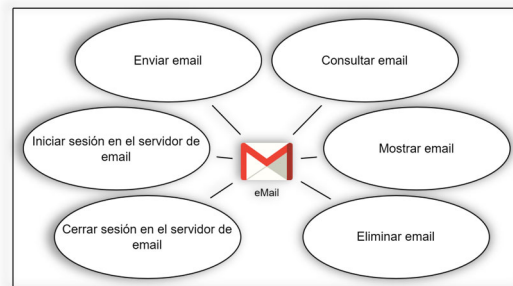 Enviar email
Consultar email
Iniciar sesión en el servidor de
email
Mostrar email
eMail
Cerrar sesión en el servidor de
email
Eliminar email